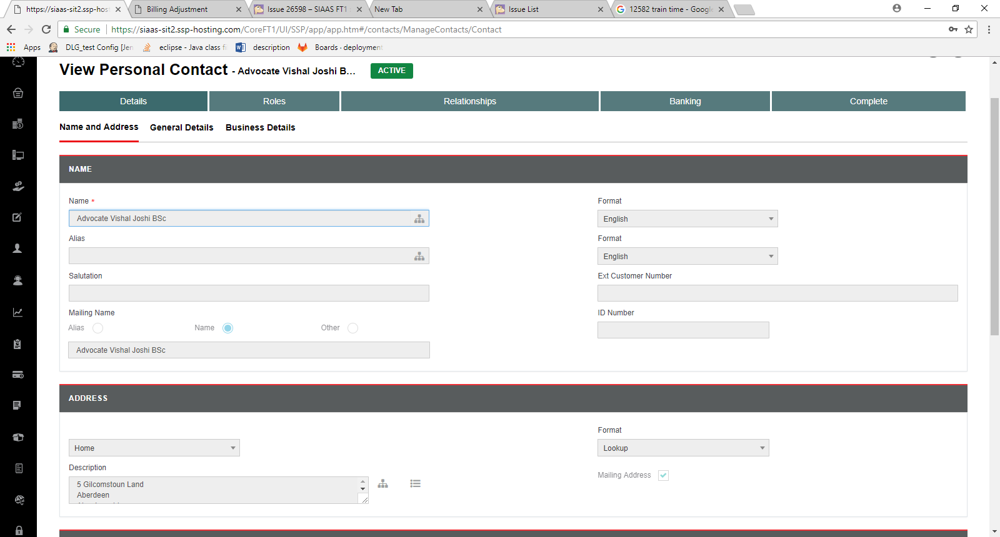 https://siaas-sit2.ssp-host
Billing Adjustment
Issue 26598 – SIAAS FT1
New Tab
Issue List
12582 train time - Google
Secure
https://siaas-sit2.ssp-hosting.com/CoreFT1/UI/SSP/app/app.htm#/contacts/ManageContacts/Contact
Apps
DLG_test Config [Jen
eclipse - Java class fi
description
Boards · deployment
View Personal Contact - Advocate Vishal Joshi B...
ACTIVE
Details
Roles
Relationships
Banking
Complete
Name and Address
General Details
Business Details
NAME
Name *
Format
Advocate Vishal Joshi BSc
English
Alias
Format
English
Salutation
Ext Customer Number
Mailing Name
ID Number
Alias
Name
Other
Advocate Vishal Joshi BSc
ADDRESS
Format
Home
Lookup
Description
Mailing Address
5 Gilcomstoun Land
Aberdeen